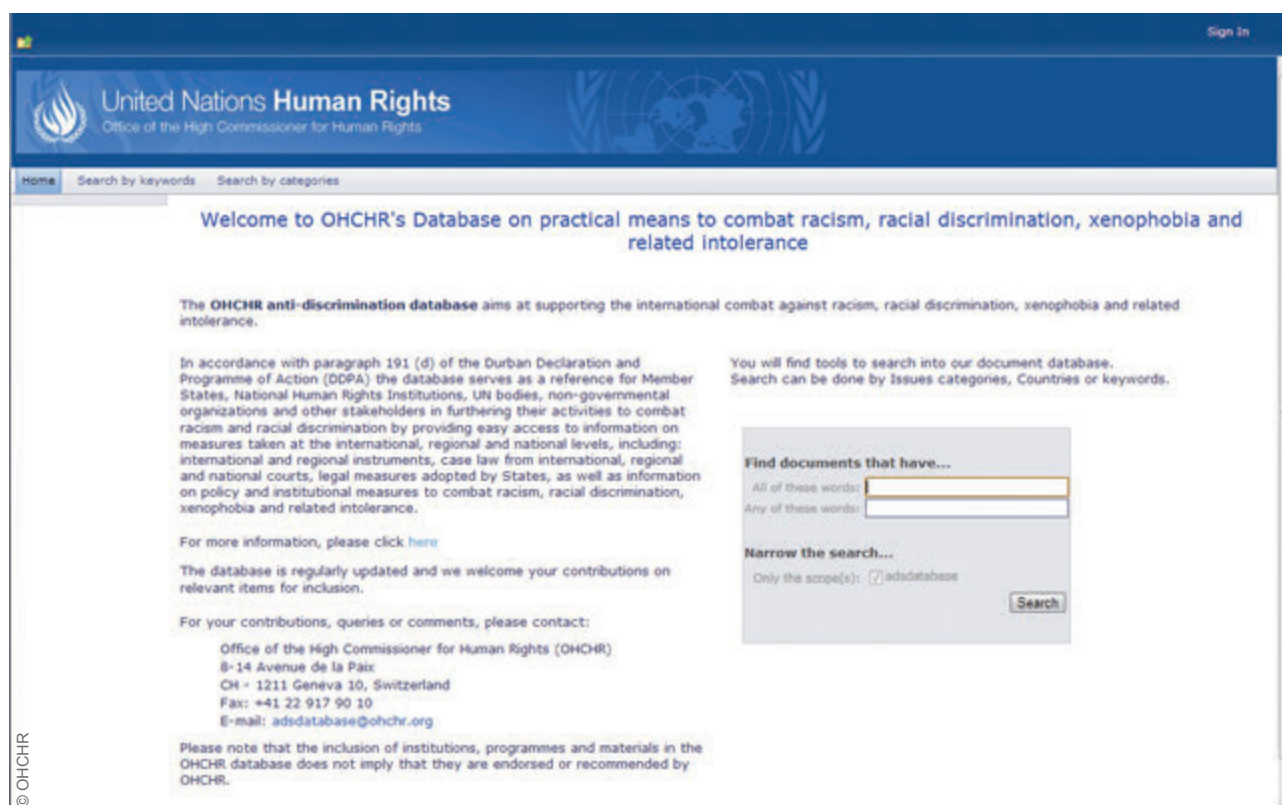 Sign In
United Nations Human Rights
Office of the High Commissioner for Human Rights
Home Search by keywords Search by categories
Welcome to OHCHR's Database on practical means to combat racism, racial discrimination, xenophobia and
related intolerance
The OHCHR anti-discrimination database aims at supporting the international combat against racism, racial discrimination, xenophobia and related
intolerance.
In accordance with paragraph 191 (d) of the Durban Declaration and
Programme of Action (DDPA) the database serves as a reference for Member
States, National Human Rights Institutions, UN bodies, non-governmental
organizations and other stakeholders in furthering their activities to combat
racism and racial discrimination by providing easy access to information on
measures taken at the international, regional and national levels, including:
international and regional instruments, case law from international, regional
and national courts, legal measures adopted by States, as well as information
on policy and institutional measures to combat racism, racial discrimination,
xenophobia and related intolerance.
For more information, please click here
The database is regularly updated and we welcome your contributions on
relevant items for inclusion.
For your contributions, queries or comments, please contact:
Office of the High Commissioner for Human Rights (OHCHR)
8-14 Avenue de la Paix
CH - 1211 Geneva 10, Switzerland
Fax: +41 22 917 90 10
E-mail: adsdatabase@ohchr.org
Please note that the inclusion of institutions, programmes and materials in the
OHCHR database does not imply that they are endorsed or recommended by
OHCHR.
You will find tools to search into our document database.
Search can be done by Issues categories, Countries or keywords.
Find documents that have...
All of these words:
Any of these words:
Narrow the search...
Only the scope(s): adsdatabase
Search
© OHCHR